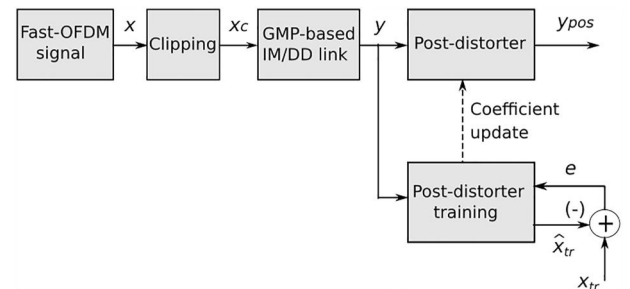 Fast-OFDM
signal
x
Clipping
xc
GMP-based
IM/DD link
y
Post-distorter
ypos
Coefficient
update
Post-distorter
training
e
(-)
+
x̂tr
xtr